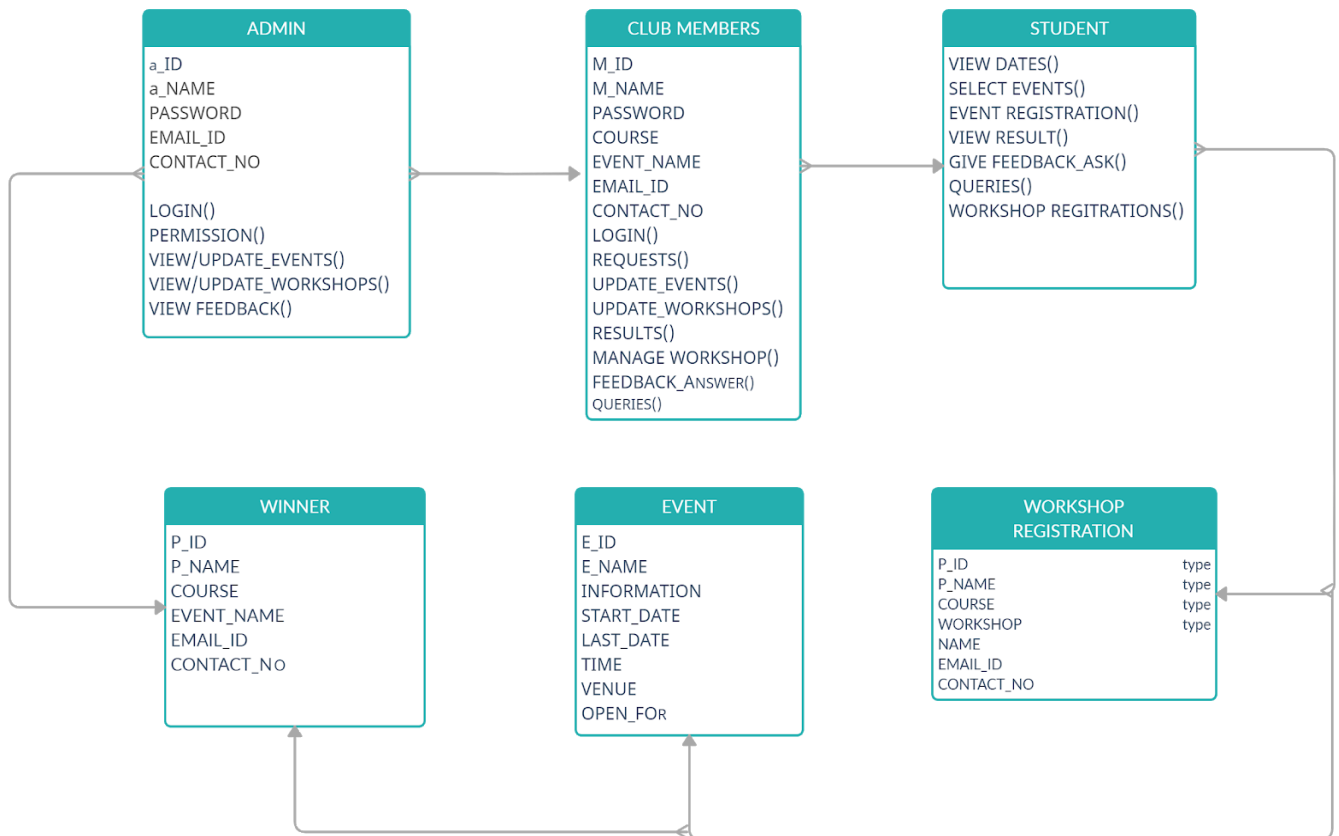 ADMIN
a_ID
a_NAME
PASSWORD
EMAIL_ID
CONTACT_NO
LOGIN()
PERMISSION()
VIEW/UPDATE_EVENTS()
VIEW/UPDATE_WORKSHOPS()
VIEW FEEDBACK()
CLUB MEMBERS
M_ID
M_NAME
PASSWORD
COURSE
EVENT_NAME
EMAIL_ID
CONTACT_NO
LOGIN()
REQUESTS()
UPDATE_EVENTS()
UPDATE_WORKSHOPS()
RESULTS()
MANAGE WORKSHOP()
FEEDBACK_ANSWER()
QUERIES()
STUDENT
VIEW DATES()
SELECT EVENTS()
EVENT REGISTRATION()
VIEW RESULT()
GIVE FEEDBACK_ASK()
QUERIES()
WORKSHOP REGITRATIONS()
WINNER
P_ID
P_NAME
COURSE
EVENT_NAME
EMAIL_ID
CONTACT_NO
EVENT
E_ID
E_NAME
INFORMATION
START_DATE
LAST_DATE
TIME
VENUE
OPEN_FOR
WORKSHOP
REGISTRATION
P_ID type
P_NAME type
COURSE type
WORKSHOP type
NAME
EMAIL_ID
CONTACT_NO